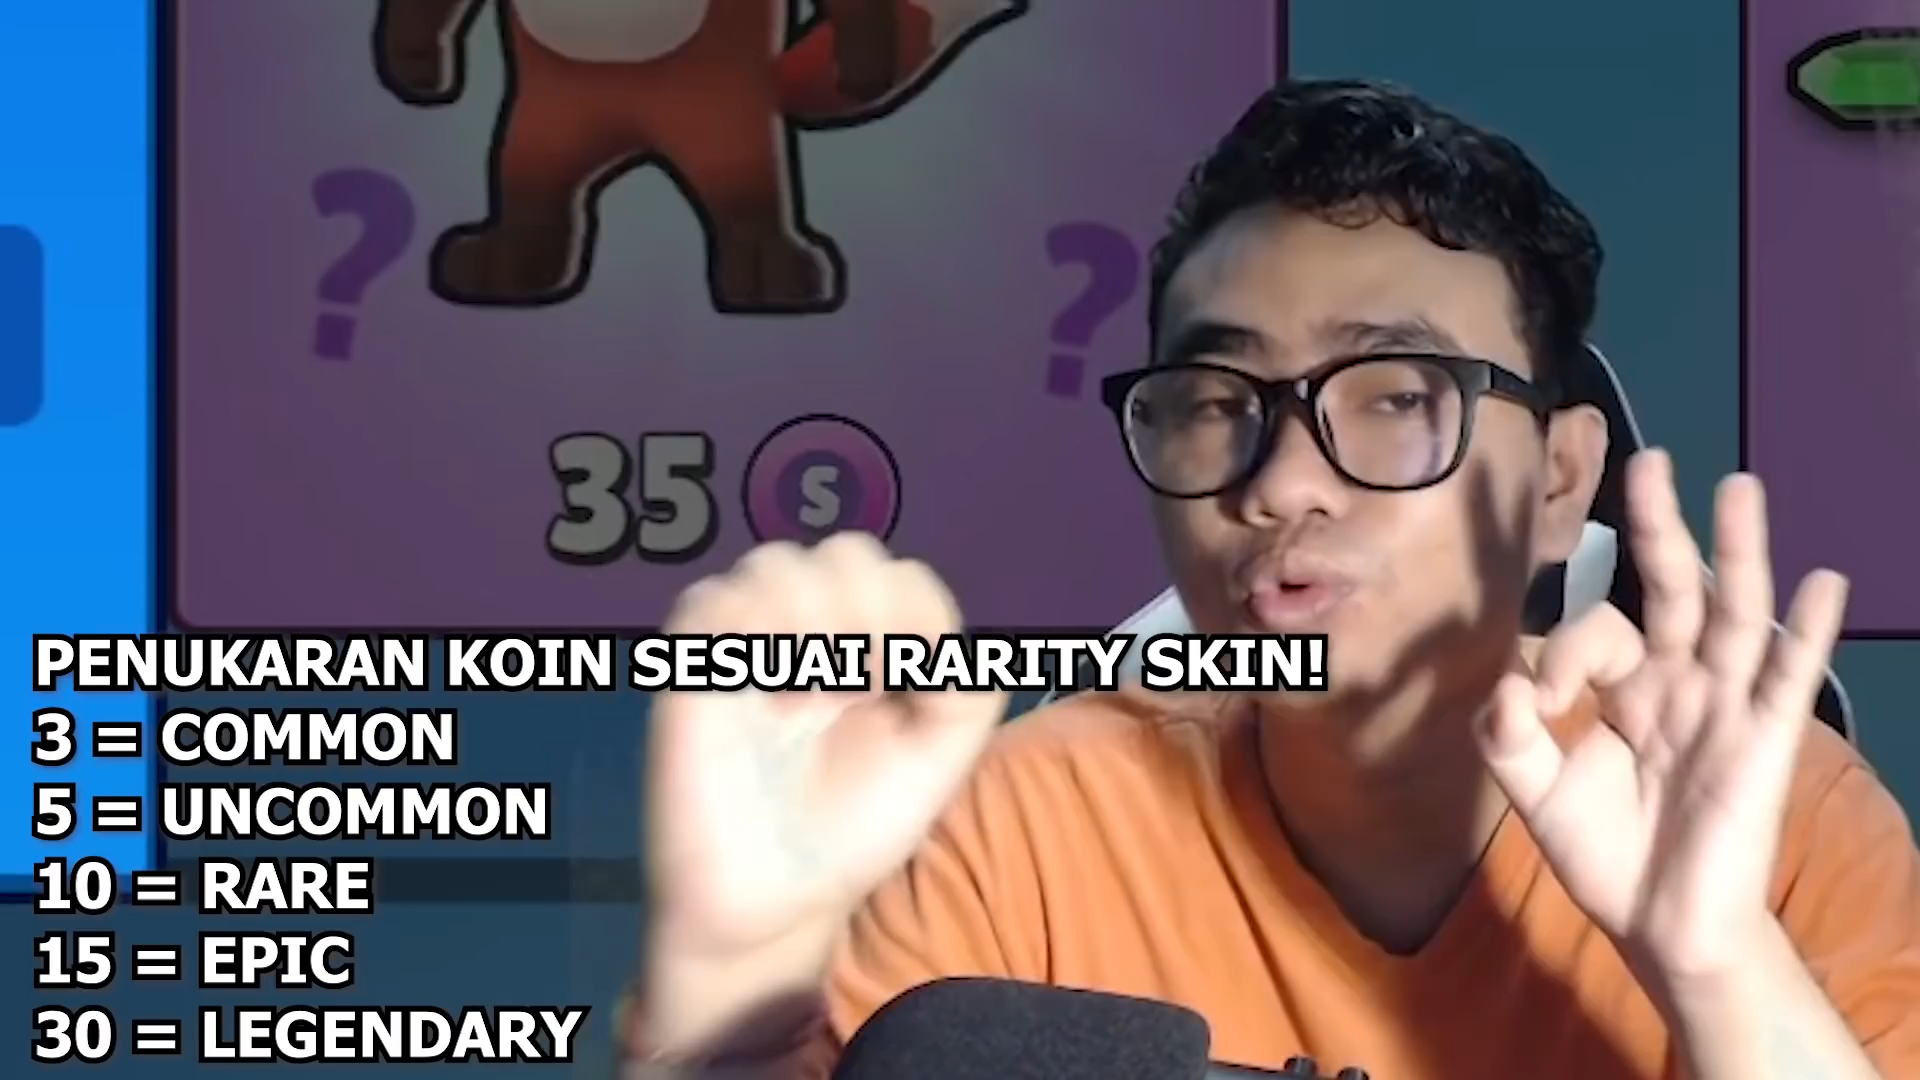 ? ?
35 S
PENUKARAN KOIN SESUAI RARITY SKIN!
3 = COMMON
5 = UNCOMMON
10 = RARE
15 = EPIC
30 = LEGENDARY